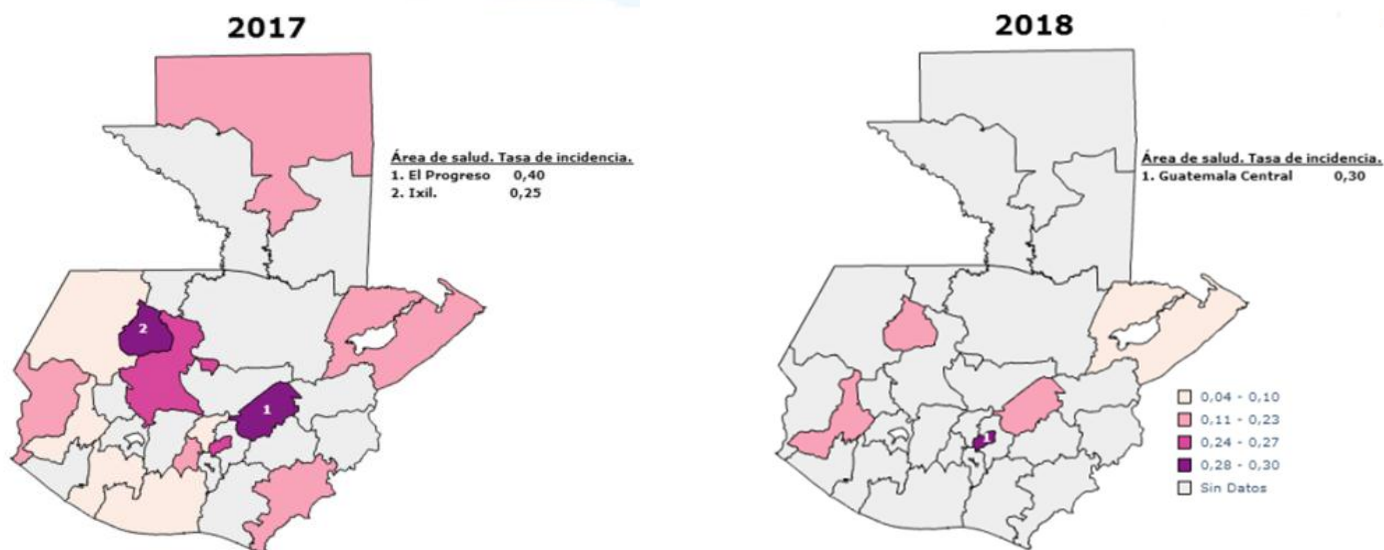 2017
Área de salud. Tasa de incidencia.
1. El Progreso 0,40
2. Ixil. 0,25
2
1
2018
Área de salud. Tasa de incidencia.
1. Guatemala Central 0,30
1
0,04 - 0,10
0,11 - 0,23
0,24 - 0,27
0,28 - 0,30
Sin Datos